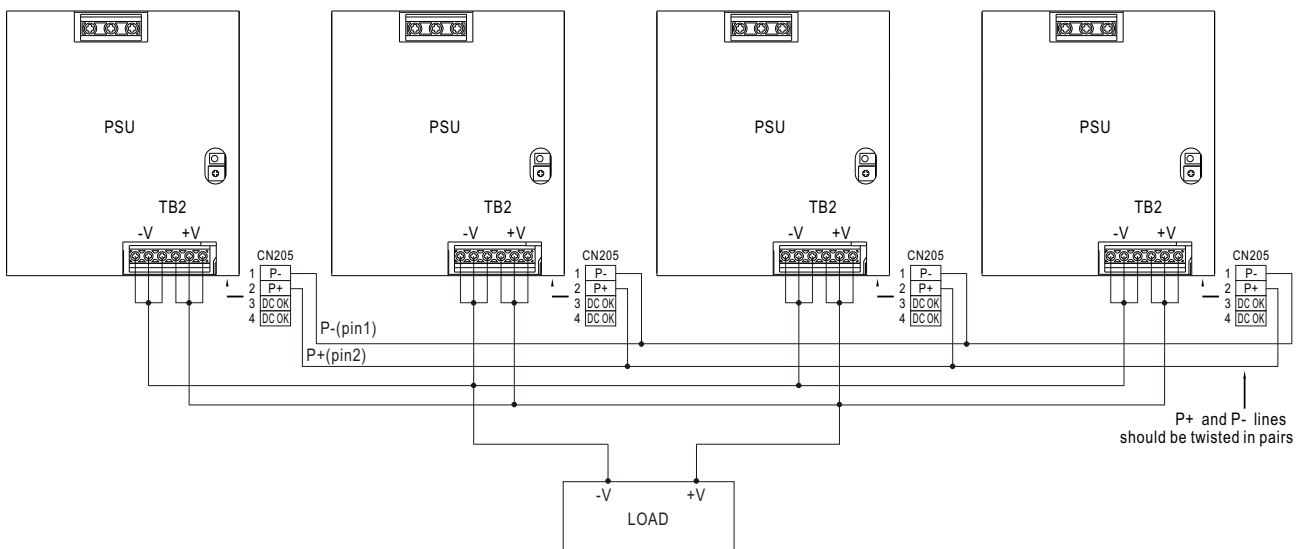 PSU
PSU
PSU
PSU
TB2
TB2
TB2
TB2
-V +V
-V +V
-V +V
-V +V
CN205
1 P-
2 P+
3 DC OK
4 DC OK
CN205
1 P-
2 P+
3 DC OK
4 DC OK
CN205
1 P-
2 P+
3 DC OK
4 DC OK
CN205
1 P-
2 P+
3 DC OK
4 DC OK
P-(pin1)
P+(pin2)
P+ and P- lines
should be twisted in pairs
-V +V
LOAD